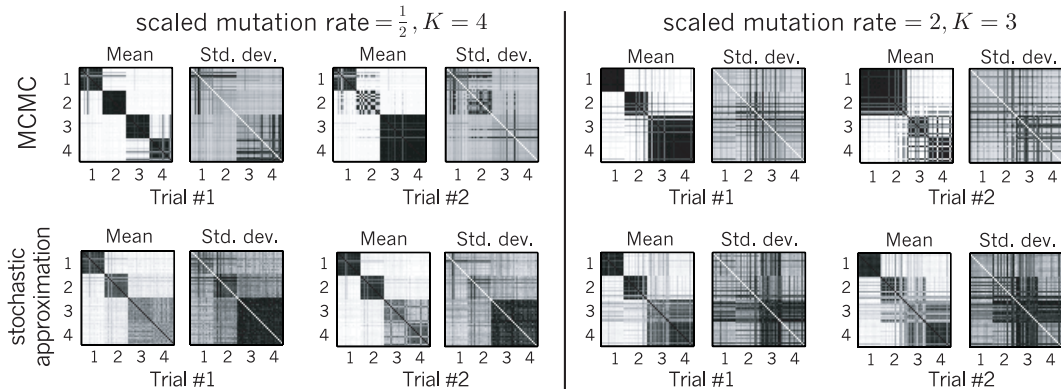 scaled mutation rate = 1/2, K = 4
scaled mutation rate = 2, K = 3
MCMC
Mean Std. dev. Mean Std. dev. Mean Std. dev. Mean Std. dev.
1 1 1 1
2 2 2 2
3 3 3 3
4 4 4 4
1 2 3 4 1 2 3 4 1 2 3 4 1 2 3 4 1 2 3 4 1 2 3 4 1 2 3 4 1 2 3 4
Trial #1 Trial #2 Trial #1 Trial #2
stochastic
approximation
Mean Std. dev. Mean Std. dev. Mean Std. dev. Mean Std. dev.
1 1 1 1
2 2 2 2
3 3 3 3
4 4 4 4
1 2 3 4 1 2 3 4 1 2 3 4 1 2 3 4 1 2 3 4 1 2 3 4 1 2 3 4 1 2 3 4
Trial #1 Trial #2 Trial #1 Trial #2